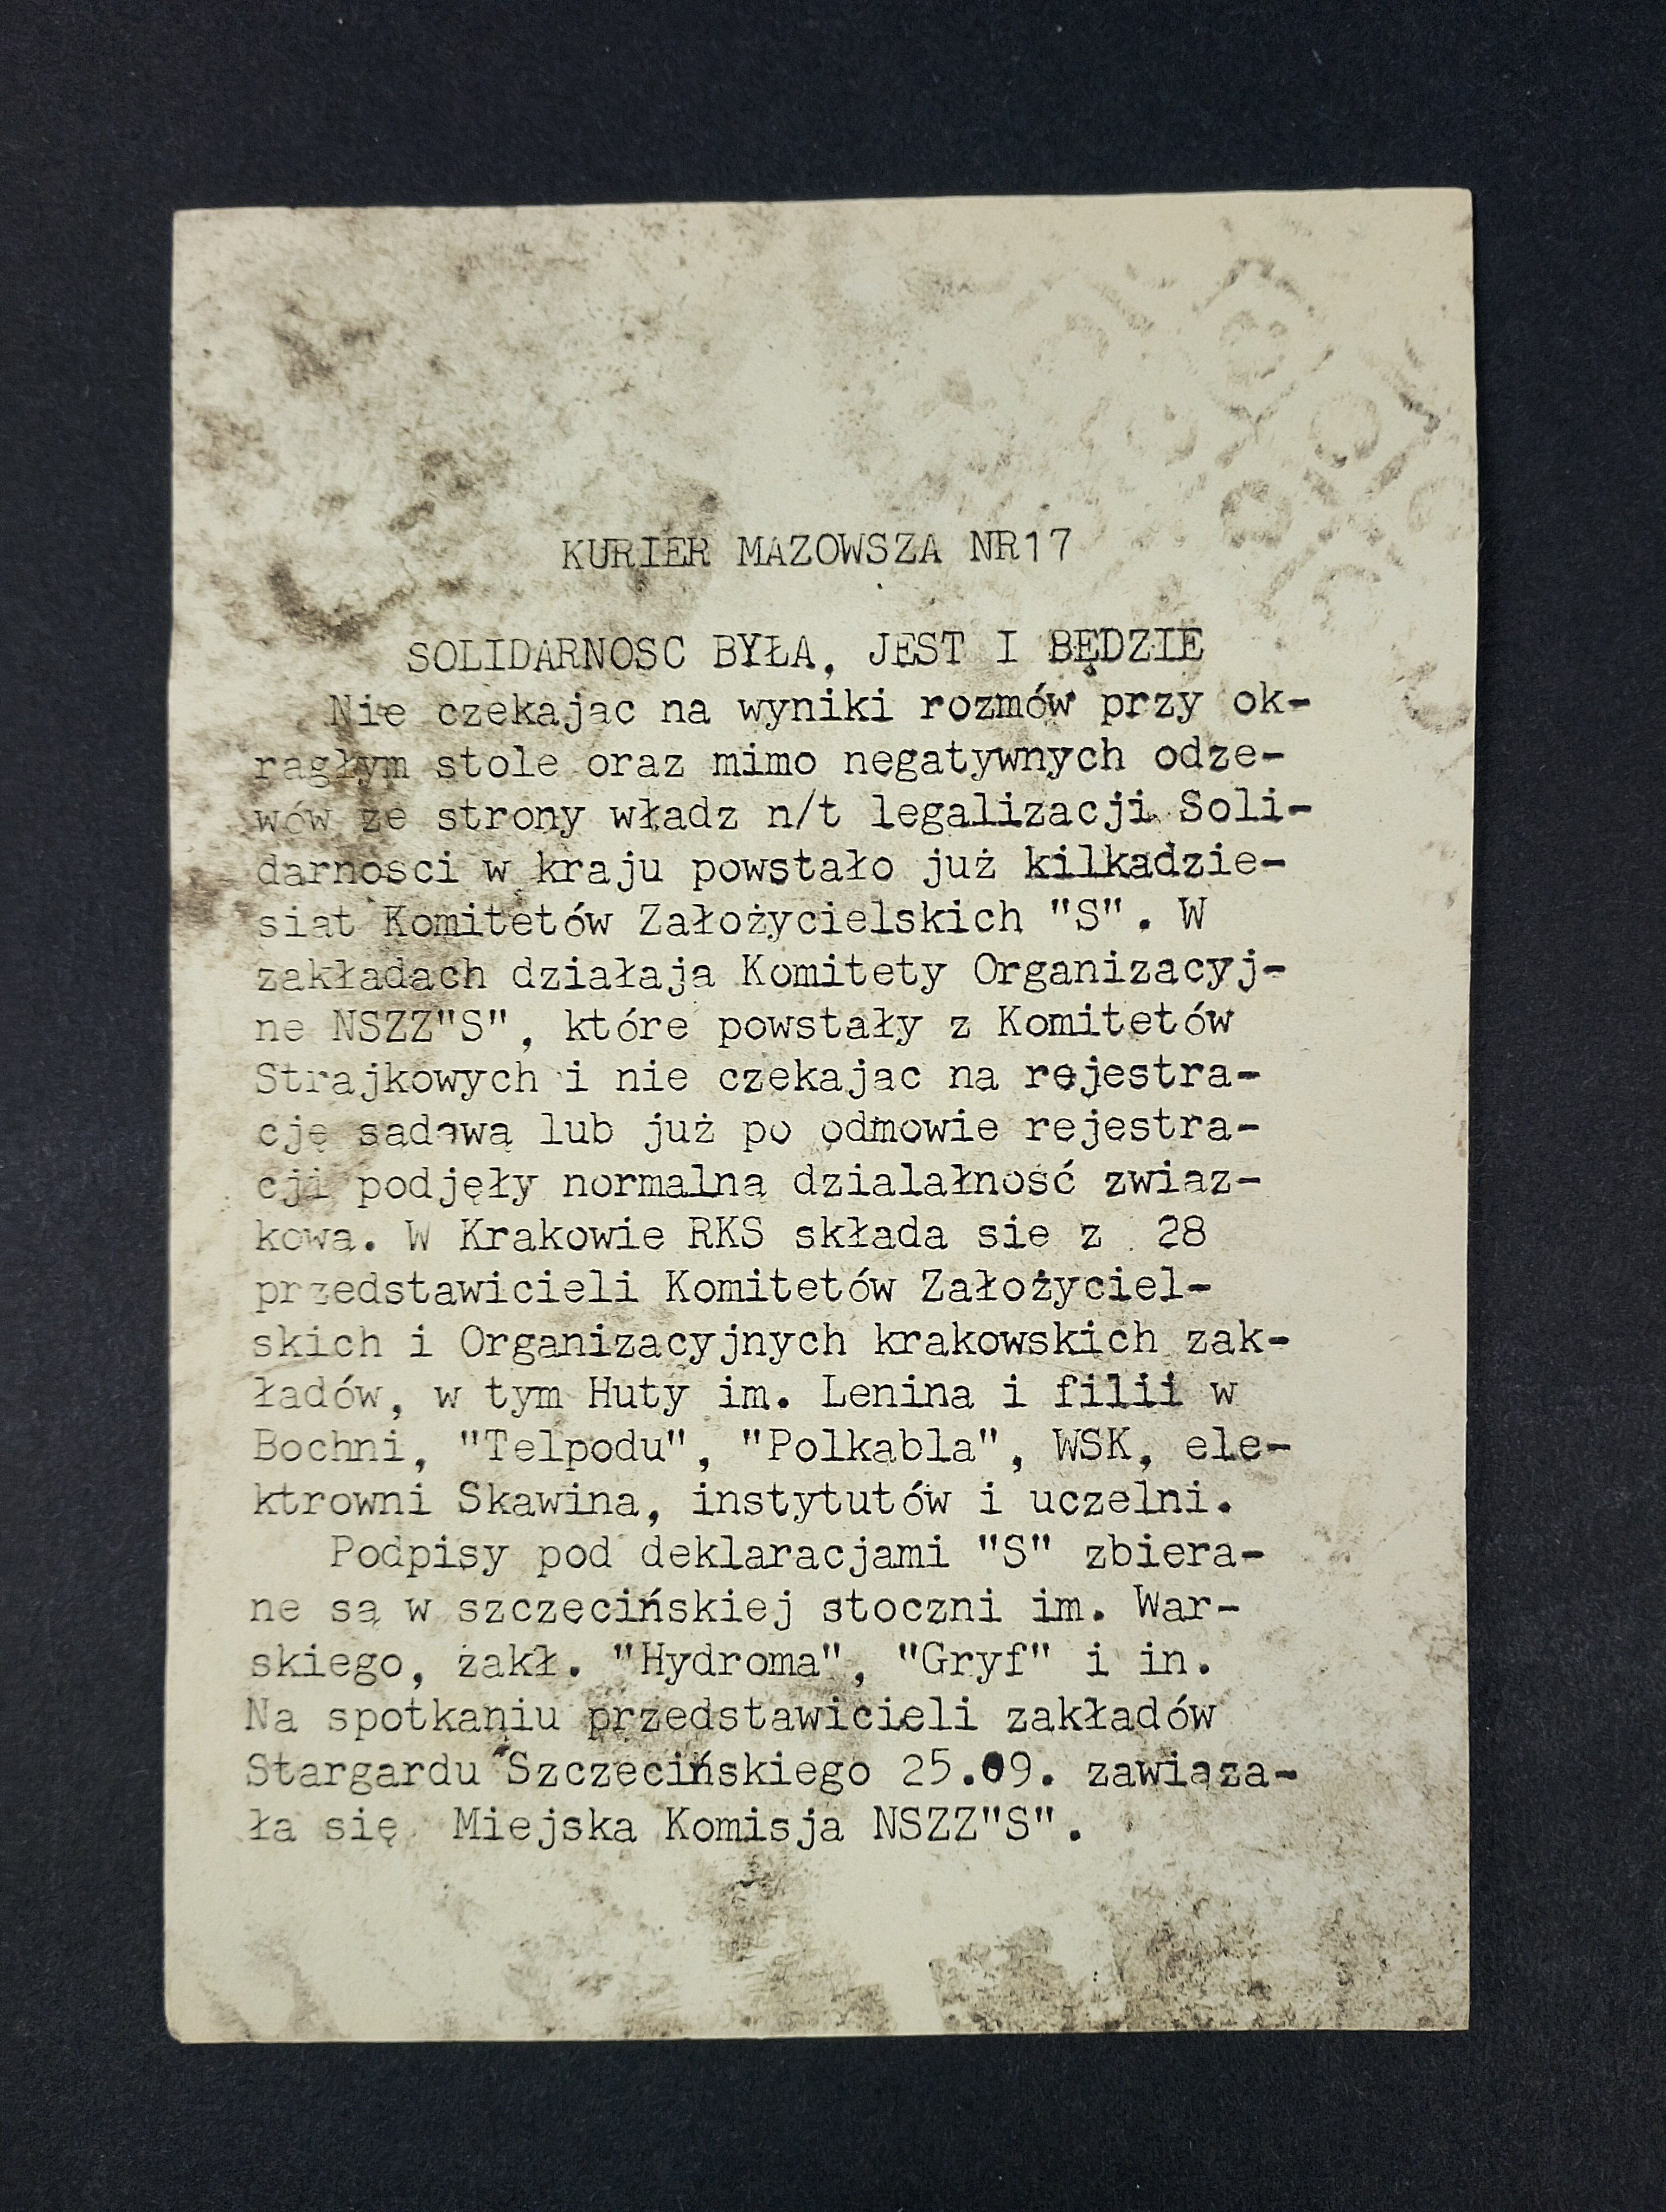 KURIER MAZOWSZA NR17
SOLIDARNOSC BYŁA, JEST I BĘDZIE
Nie czekajac na wyniki rozmów przy ok-
ragłym stole oraz mimo negatywnych odze-
wów ze strony władz n/t legalizacji Soli-
darnosci w kraju powstało już kilkadzie-
siat Komitetów Założycielskich "S". W
zakładach działaja Komitety Organizacyj-
ne NSZZ"S", które powstały z Komitetów
Strajkowych i nie czekajac na rejestra-
cję sadową lub już po odmowie rejestra-
cji podjęły normalną dzialałność zwiaz-
kowa. W Krakowie RKS składa sie z 28
przedstawicieli Komitetów Założyciel-
skich i Organizacyjnych krakowskich zak-
ładów, w tym Huty im. Lenina i filii w
Bochni, "Telpodu", "Polkabla", WSK, ele-
ktrowni Skawina, instytutów i uczelni.
Podpisy pod deklaracjami "S" zbiera-
ne są w szczecińskiej stoczni im. War-
skiego, żakł. "Hydroma", "Gryf" i in.
Na spotkaniu przedstawicieli zakładów
Stargardu Szczecińskiego 25.09. zawiąza-
ła się Miejska Komisja NSZZ"S".